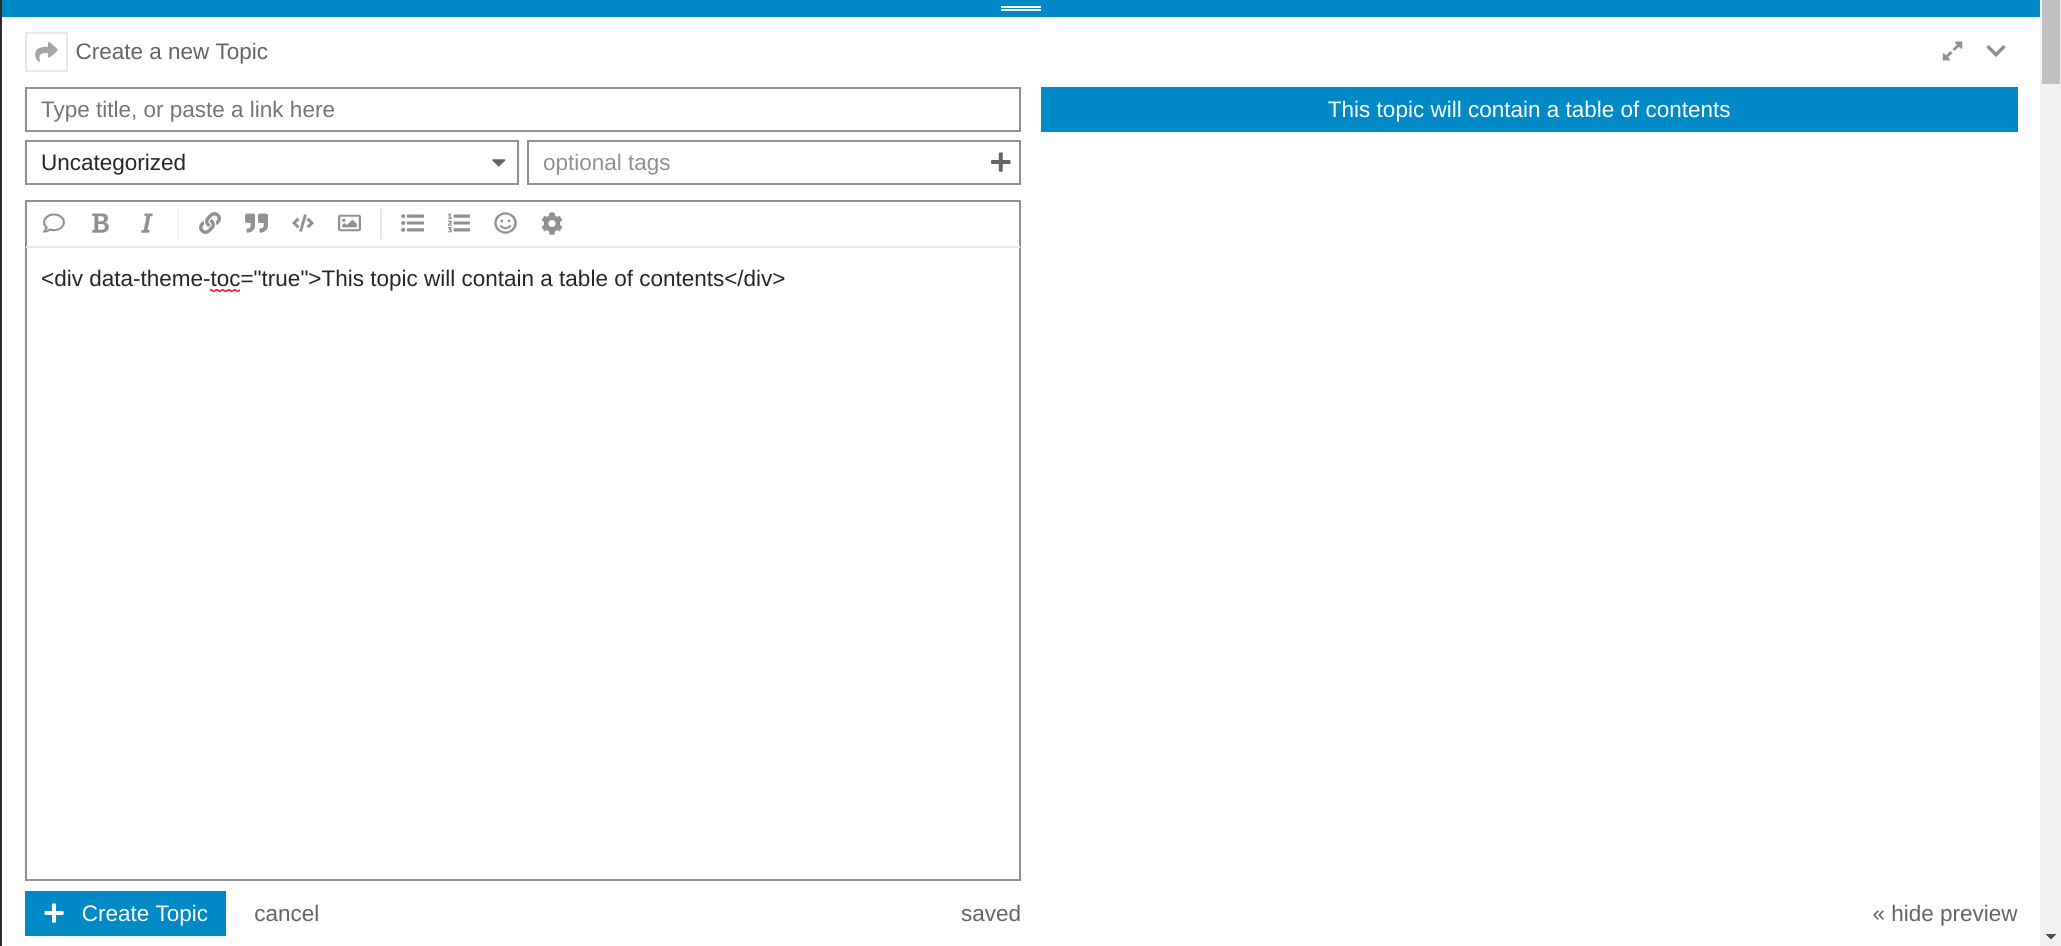 Create a new Topic
Type title, or paste a link here
This topic will contain a table of contents
Uncategorized
optional tags
<div data-theme-toc="true">This topic will contain a table of contents</div>
Create Topic
cancel
saved
« hide preview